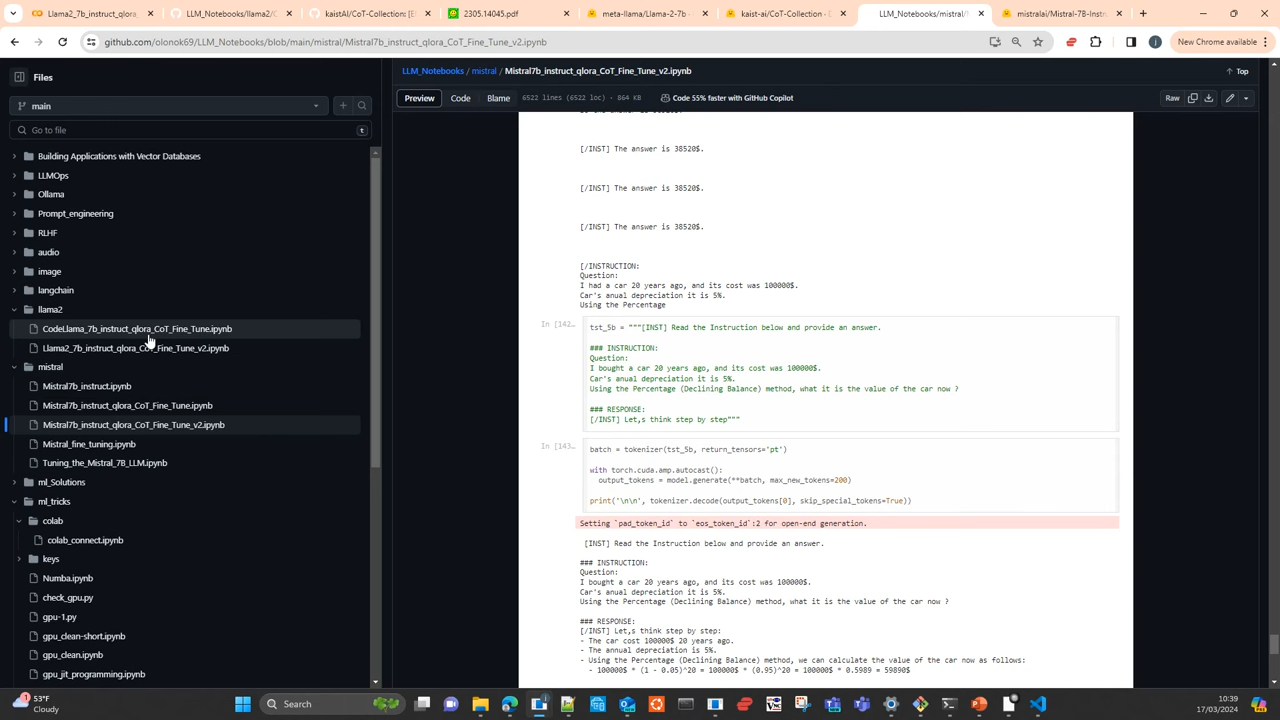 Llama2_7b_instruct_qlora_Co
LLM_Notebooks/llama2/
kaistAI/CoT-Collection: [E
2305.14045.pdf
meta-llama/Llama-2-7b
kaist-ai/CoT-Collection
LLM_Notebooks/mistral/
mistralai/Mistral-7B-Instr
github.com/olonok69/LLM_Notebooks/blob/main/mistral/Mistral7b_instruct_qlora_CoT_Fine_Tune_v2.ipynb
New Chrome available
Files
LLM_Notebooks / mistral / Mistral7b_instruct_qlora_CoT_Fine_Tune_v2.ipynb
Top
main
Preview Code Blame 6522 lines (6522 loc) · 864 KB Code 55% faster with GitHub Copilot Raw
Go to file t
Building Applications with Vector Databases
LLMOps
Ollama
Prompt_engineering
RLHF
audio
image
langchain
llama2
CodeLlama_7b_instruct_qlora_CoT_Fine_Tune.ipynb
Llama2_7b_instruct_qlora_CoT_Fine_Tune_v2.ipynb
mistral
Mistral7b_instruct.ipynb
Mistral7b_instruct_qlora_CoT_Fine_Tune.ipynb
Mistral7b_instruct_qlora_CoT_Fine_Tune_v2.ipynb
Mistral_fine_tuning.ipynb
Tuning_the_Mistral_7B_LLM.ipynb
ml_Solutions
ml_tricks
colab
colab_connect.ipynb
keys
Numba.ipynb
check_gpu.py
gpu-1.py
gpu_clean-short.ipynb
gpu_clean.ipynb
gpu_jit_programming.ipynb
[/INST] The answer is 38520$.
[/INST] The answer is 38520$.
[/INST] The answer is 38520$.
[/INSTRUCTION:
Question:
I had a car 20 years ago, and its cost was 100000$.
Car's anual depreciation it is 5%.
Using the Percentage
In [142…
tst_5b = """[INST] Read the Instruction below and provide an answer.
### INSTRUCTION:
Question:
I bought a car 20 years ago, and its cost was 100000$.
Car's anual depreciation it is 5%.
Using the Percentage (Declining Balance) method, what it is the value of the car now ?
### RESPONSE:
[/INST] Let,s think step by step"""
In [143…
batch = tokenizer(tst_5b, return_tensors='pt')
with torch.cuda.amp.autocast():
output_tokens = model.generate(**batch, max_new_tokens=200)
print('\n\n', tokenizer.decode(output_tokens[0], skip_special_tokens=True))
Setting `pad_token_id` to `eos_token_id`:2 for open-end generation.
[INST] Read the Instruction below and provide an answer.
### INSTRUCTION:
Question:
I bought a car 20 years ago, and its cost was 100000$.
Car's anual depreciation it is 5%.
Using the Percentage (Declining Balance) method, what it is the value of the car now ?
### RESPONSE:
[/INST] Let,s think step by step:
- The car cost 100000$ 20 years ago.
- The annual depreciation is 5%.
- Using the Percentage (Declining Balance) method, we can calculate the value of the car now as follows:
- 100000$ * (1 - 0.05)^20 = 100000$ * (0.95)^20 = 100000$ * 0.5989 = 59890$
53°F
Cloudy
Search
10:39
17/03/2024